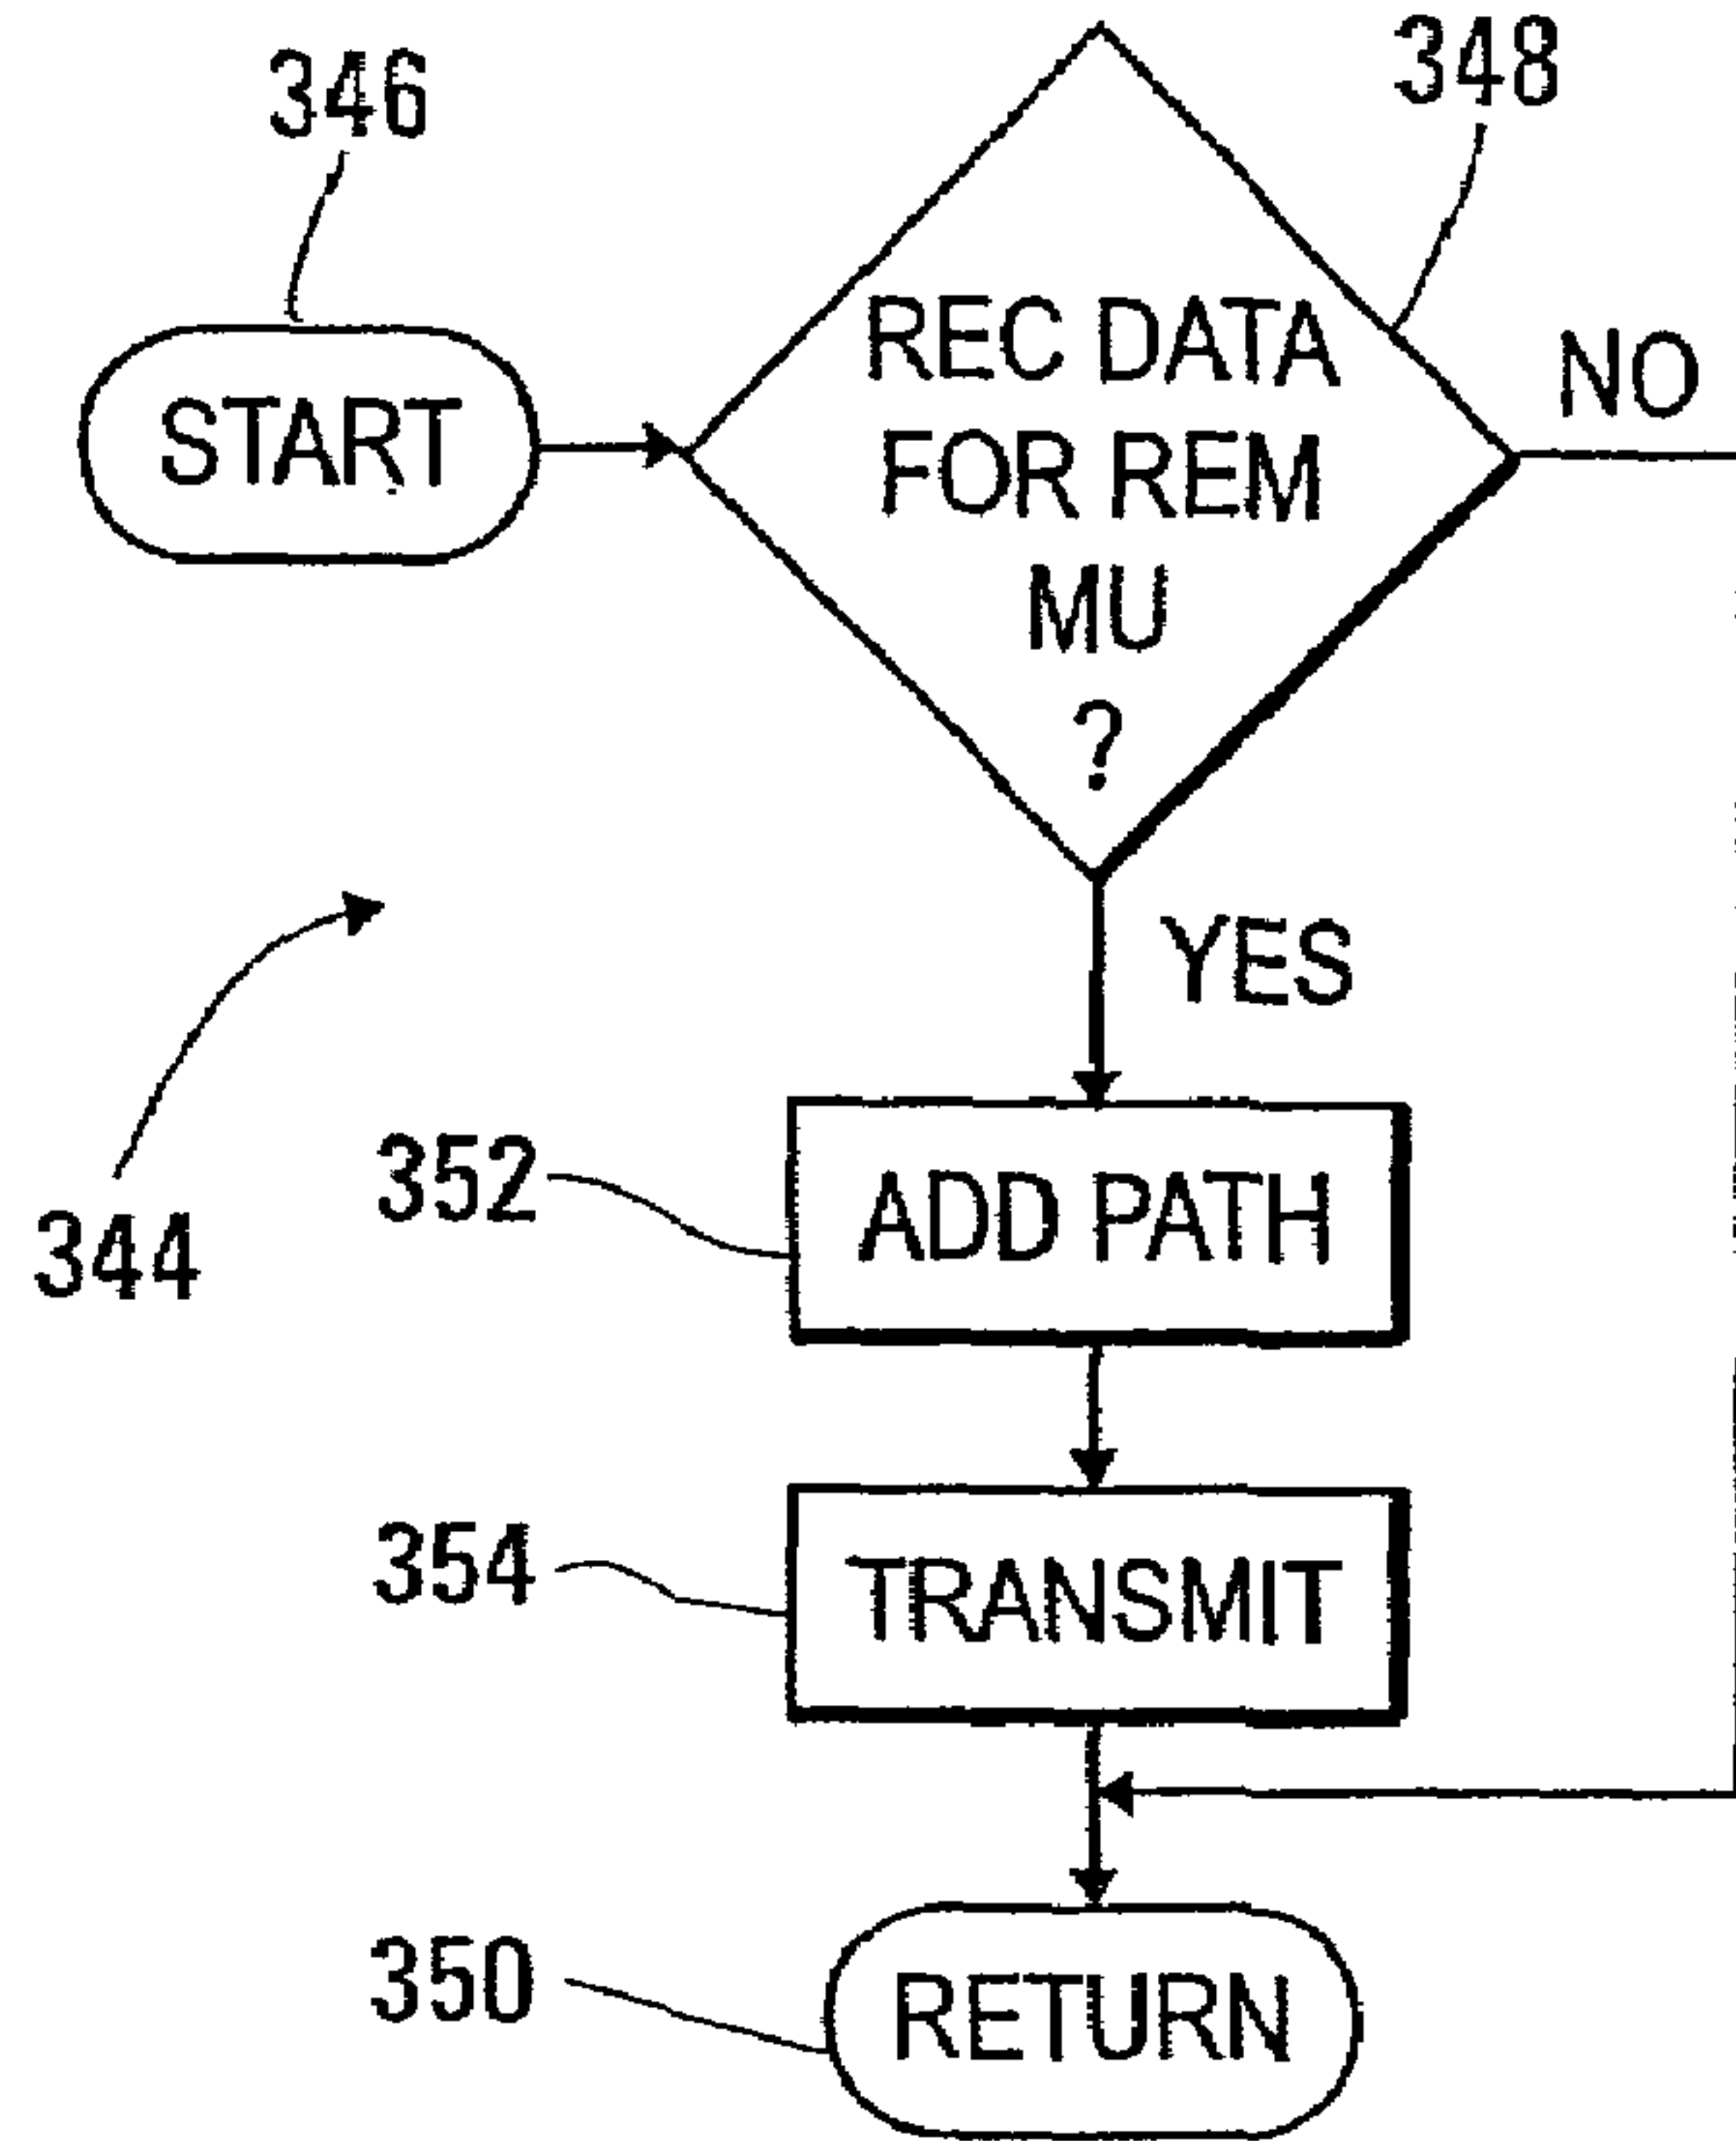 346
348
START
REC DATA
FOR REM
MU
?
NO
YES
344
352
ADD PATH
354
TRANSMIT
350
RETURN